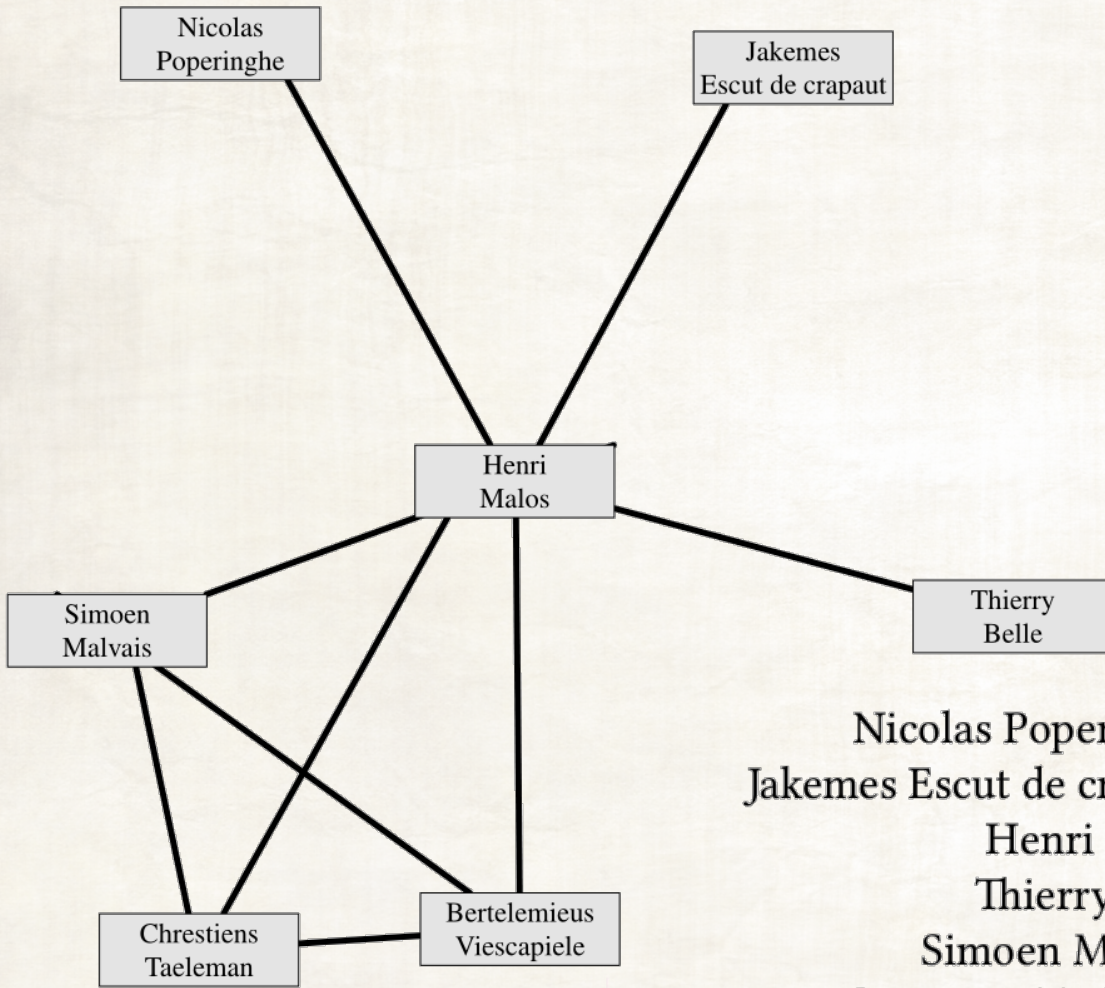 Nicolas
Poperinghe
Jakemes
Escut de crapaut
Henri
Malos
Simoen
Malvais
Thierry
Belle
Chrestiens
Taeleman
Bertelemieus
Viescapiele
Nicolas Poper
Jakemes Escut de cr
Henri
Thierry
Simoen M